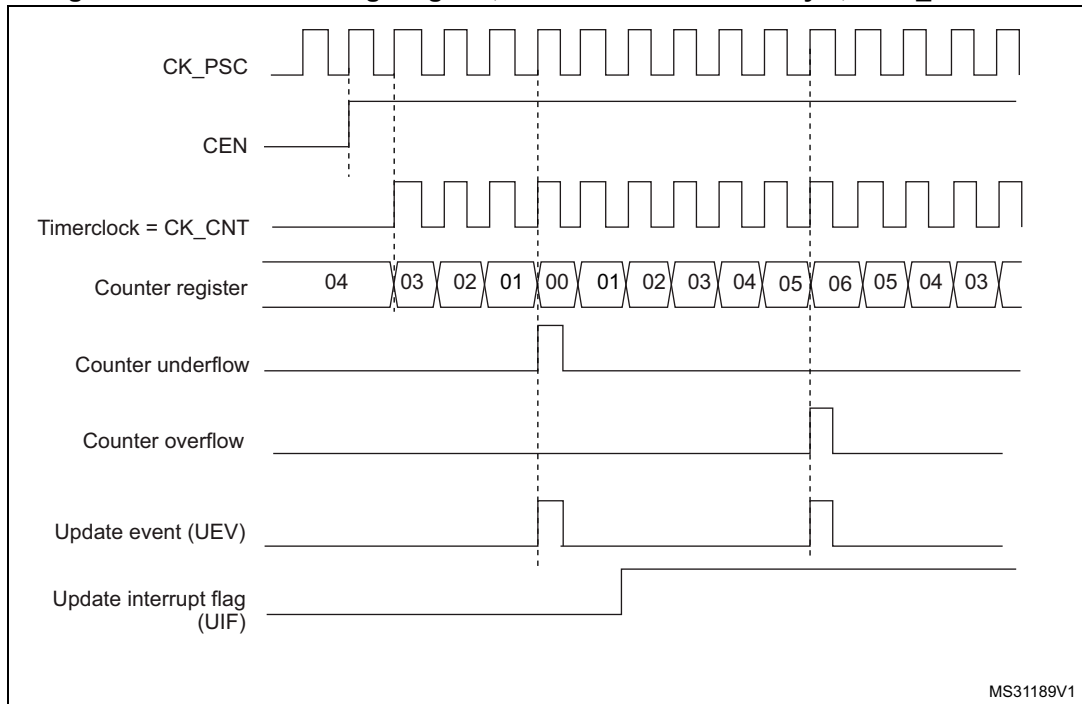 CK_PSC
CEN
Timerclock = CK_CNT
Counter register
04 03 02 01 00 01 02 03 04 05 06 05 04 03
Counter underflow
Counter overflow
Update event (UEV)
Update interrupt flag
(UIF)
MS31189V1